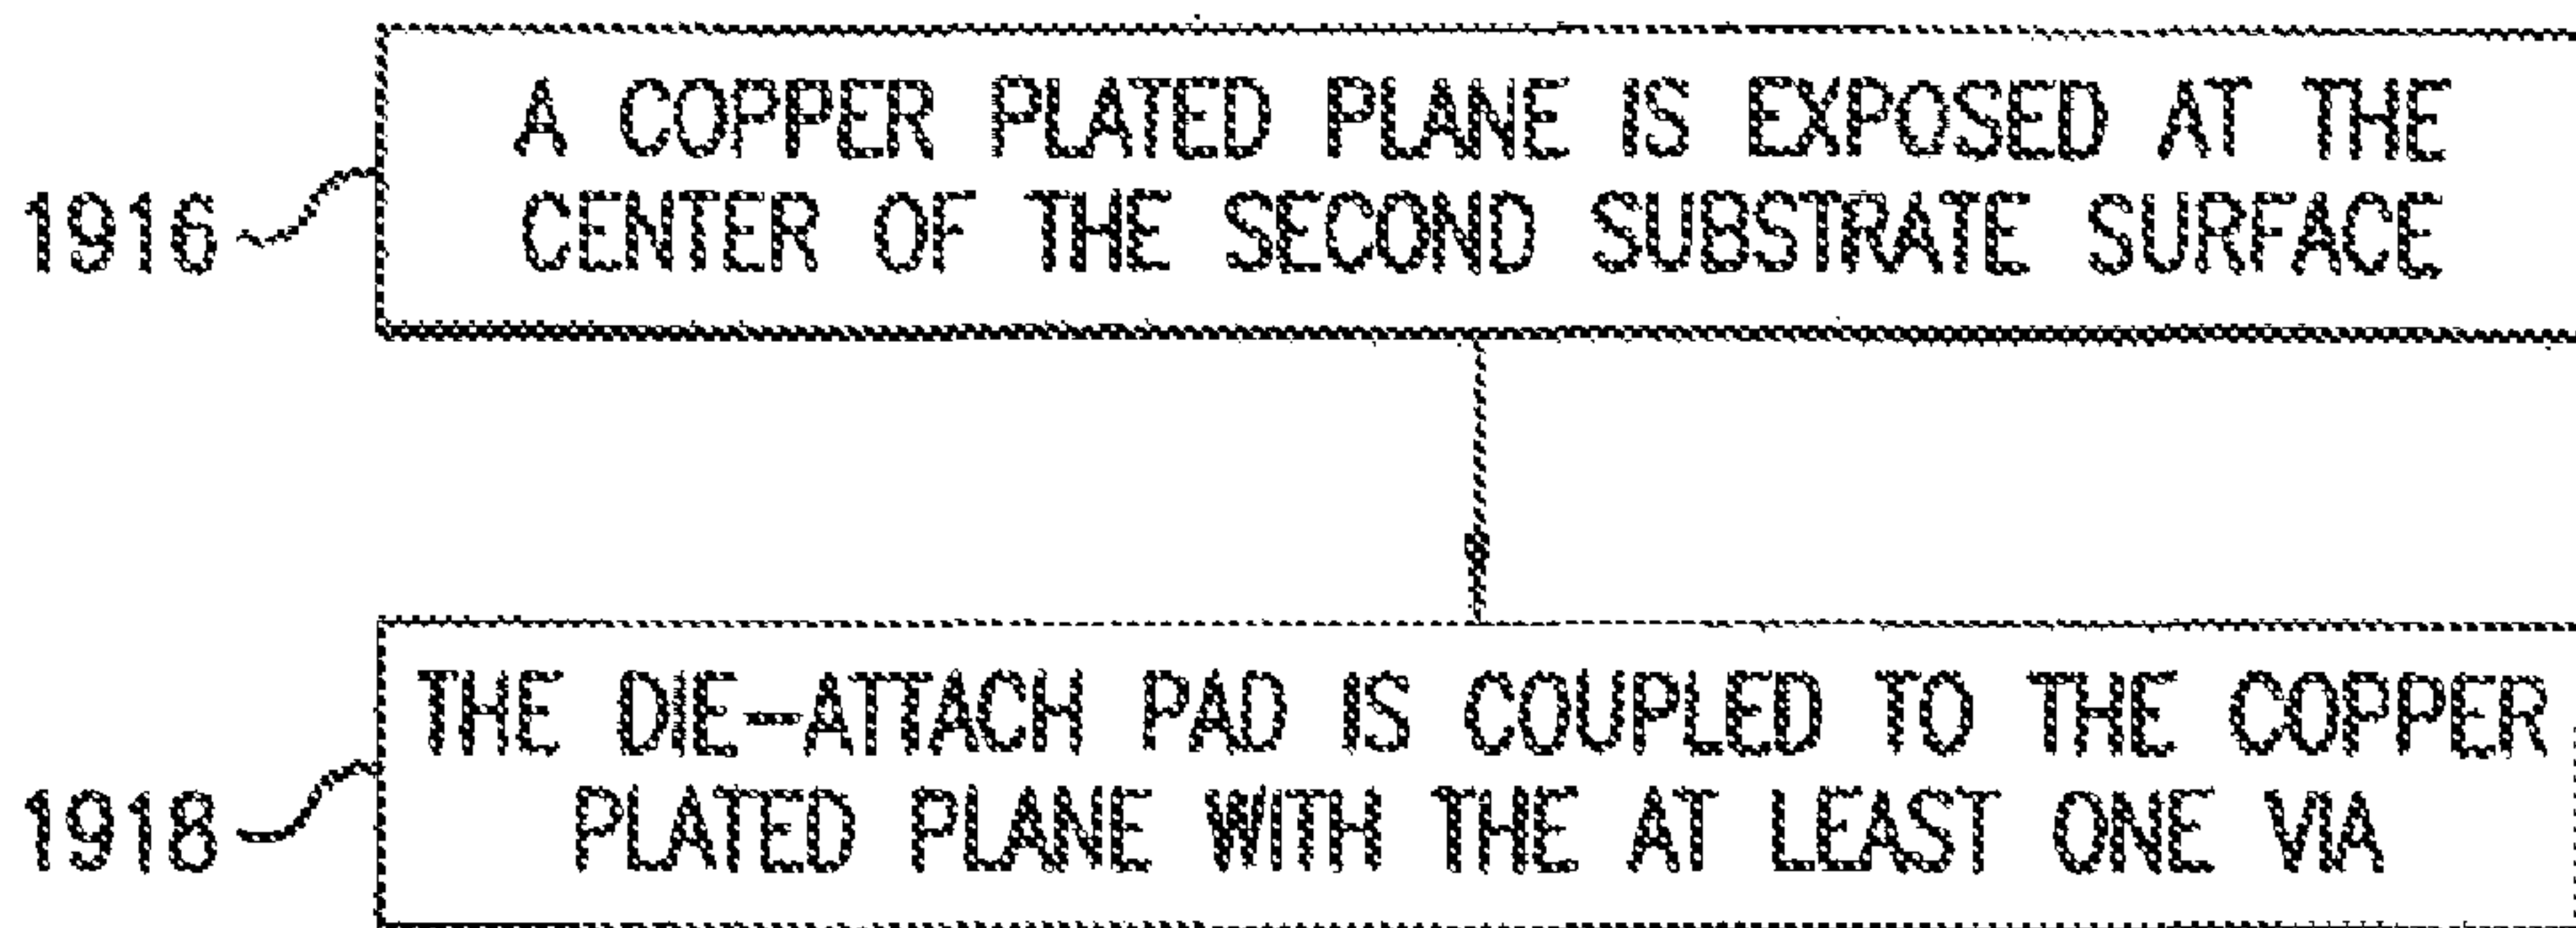 A COPPER PLATED PLANE IS EXPOSED AT THE
CENTER OF THE SECOND SUBSTRATE SURFACE
1916
THE DIE-ATTACH PAD IS COUPLED TO THE COPPER
PLATED PLANE WITH THE AT LEAST ONE VIA
1918